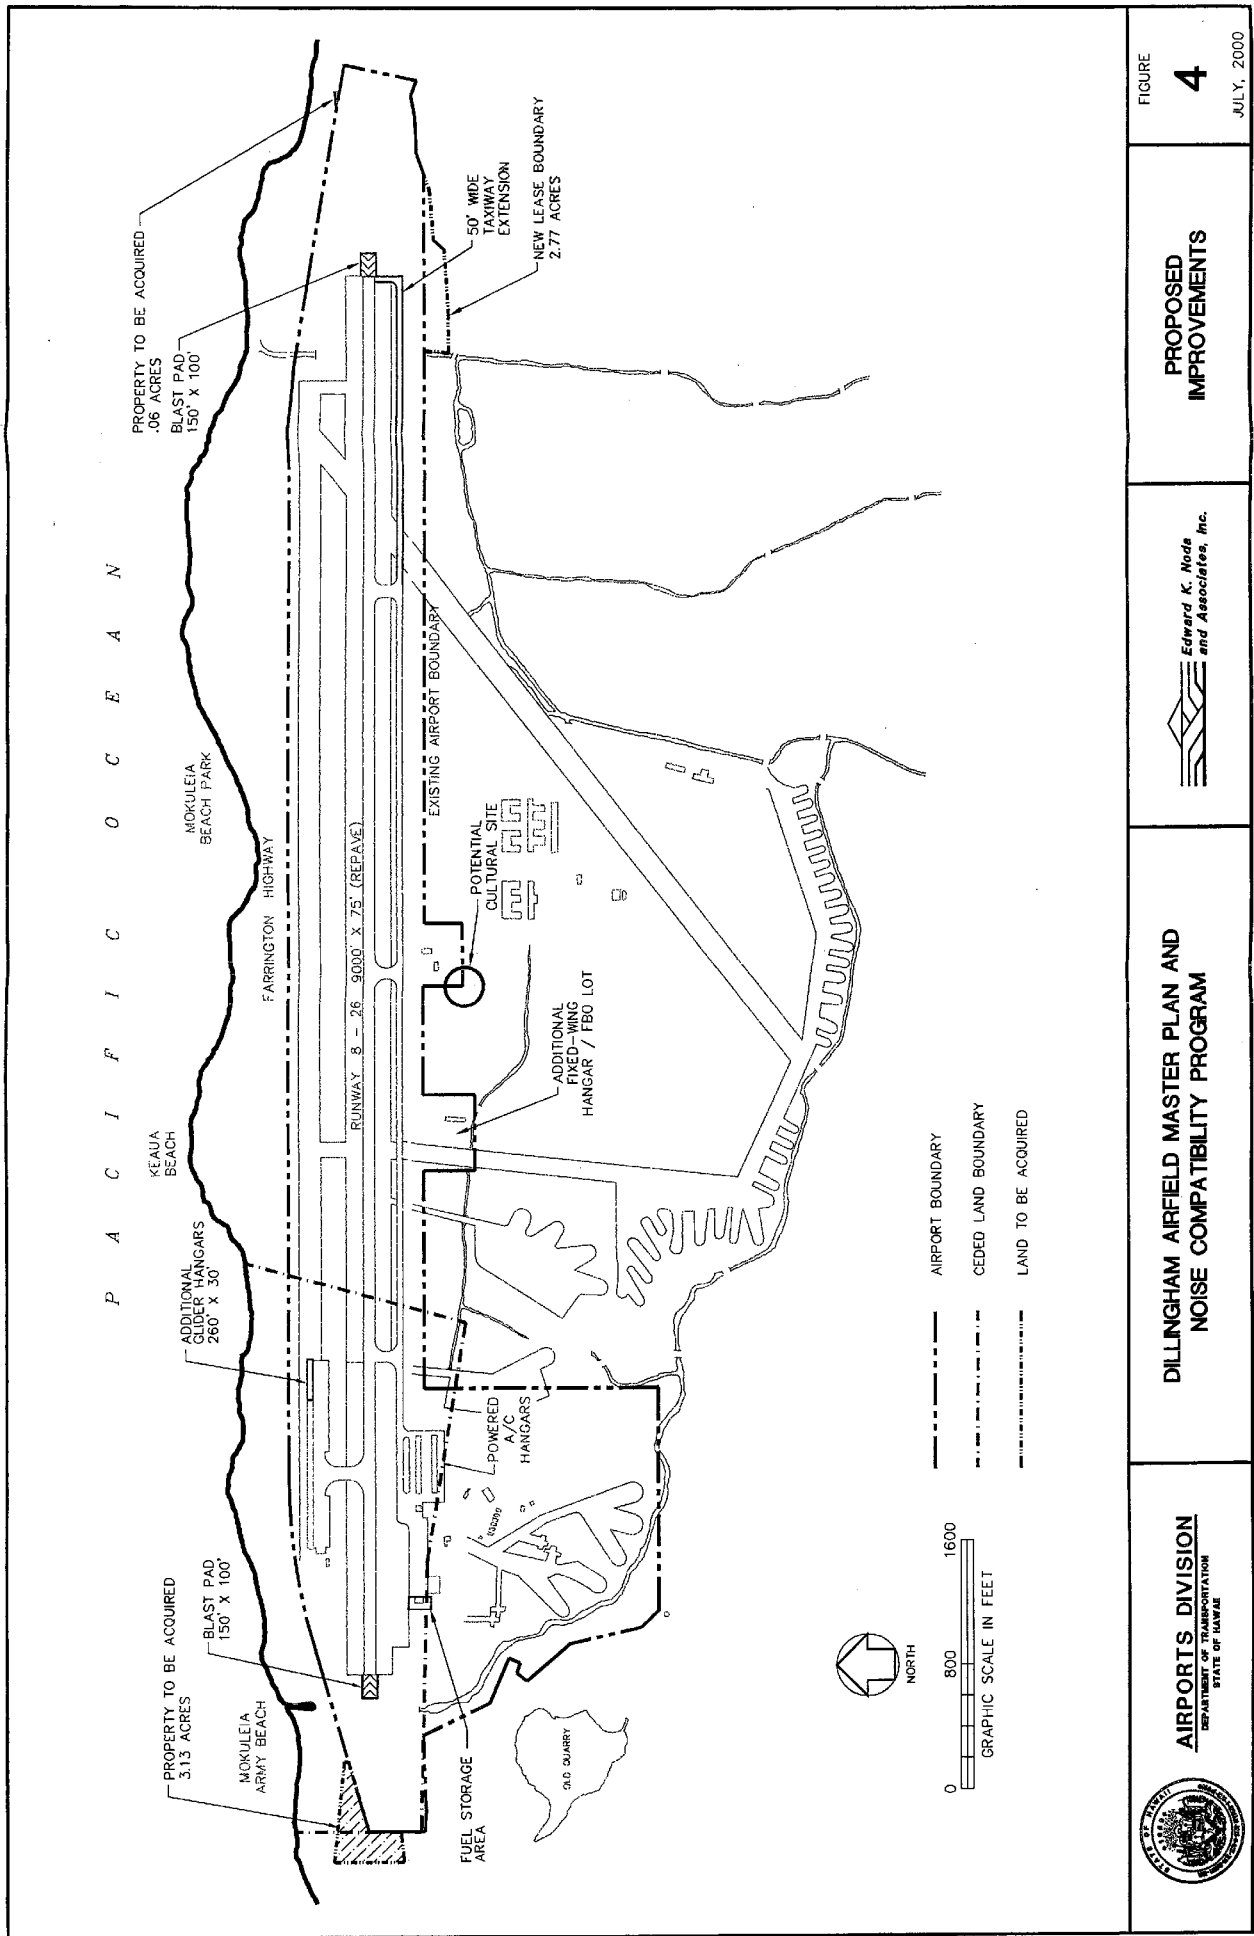 PACIFIC OCEAN
PROPERTY TO BE ACQUIRED
3.13 ACRES
BLAST PAD
150' X 100'
MOKULEIA
ARMY BEACH
ADDITIONAL
GLIDER HANGARS
260' X 30'
KEAUA
BEACH
MOKULEIA
BEACH PARK
PROPERTY TO BE ACQUIRED
.06 ACRES
BLAST PAD
150' X 100'
FARRINGTON HIGHWAY
RUNWAY 8 - 26 9000' X 75' (REPAVE)
EXISTING AIRPORT BOUNDARY
50' WIDE
TAXIWAY
EXTENSION
NEW LEASE BOUNDARY
2.77 ACRES
FUEL STORAGE
AREA
OLD QUARRY
POWERED
A/C
HANGARS
ADDITIONAL
FIXED-WING
HANGAR / FBO LOT
POTENTIAL
CULTURAL SITE
NORTH
0 800 1600
GRAPHIC SCALE IN FEET
AIRPORT BOUNDARY
CEDED LAND BOUNDARY
LAND TO BE ACQUIRED
STATE OF HAWAII
AIRPORTS DIVISION
DEPARTMENT OF TRANSPORTATION
STATE OF HAWAII
DILLINGHAM AIRFIELD MASTER PLAN AND
NOISE COMPATIBILITY PROGRAM
Edward K. Noda
and Associates, Inc.
PROPOSED
IMPROVEMENTS
FIGURE
4
JULY, 2000